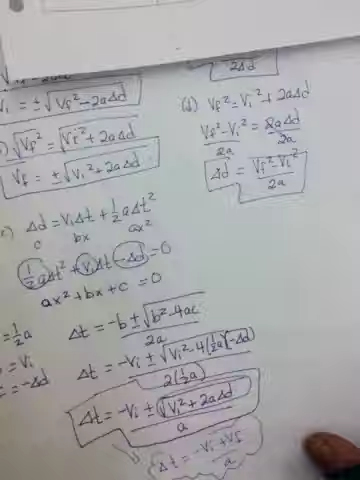 2Δd
Vi = ±√Vf² - 2aΔd
√Vf² = √Vi² + 2aΔd
Vf = ±√Vi² + 2aΔd
(d) Vf² = Vi² + 2aΔd
Vf² - Vi² = 2aΔd
2a 2a
Δd = Vf² - Vi²
2a
e) Δd = ViΔt + ½aΔt²
c bx ax²
½aΔt² + ViΔt - Δd = 0
ax² + bx + c = 0
= ½a
= Vi
= -Δd
Δt = -b ± √b² - 4ac
2a
Δt = -Vi ± √Vi² - 4(½a)(-Δd)
2(½a)
Δt = -Vi ± √Vi² + 2aΔd
a
Δt = -Vi + Vf
a